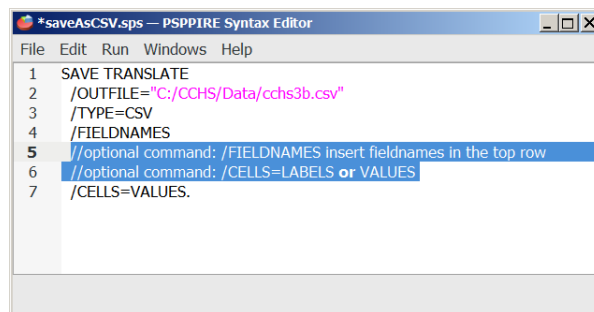 *saveAsCSV.sps — PSPPIRE Syntax Editor
File Edit Run Windows Help
1 SAVE TRANSLATE
2 /OUTFILE="C:/CCHS/Data/cchs3b.csv"
3 /TYPE=CSV
4 /FIELDNAMES
5 //optional command: /FIELDNAMES insert fieldnames in the top row
6 //optional command: /CELLS=LABELS or VALUES
7 /CELLS=VALUES.